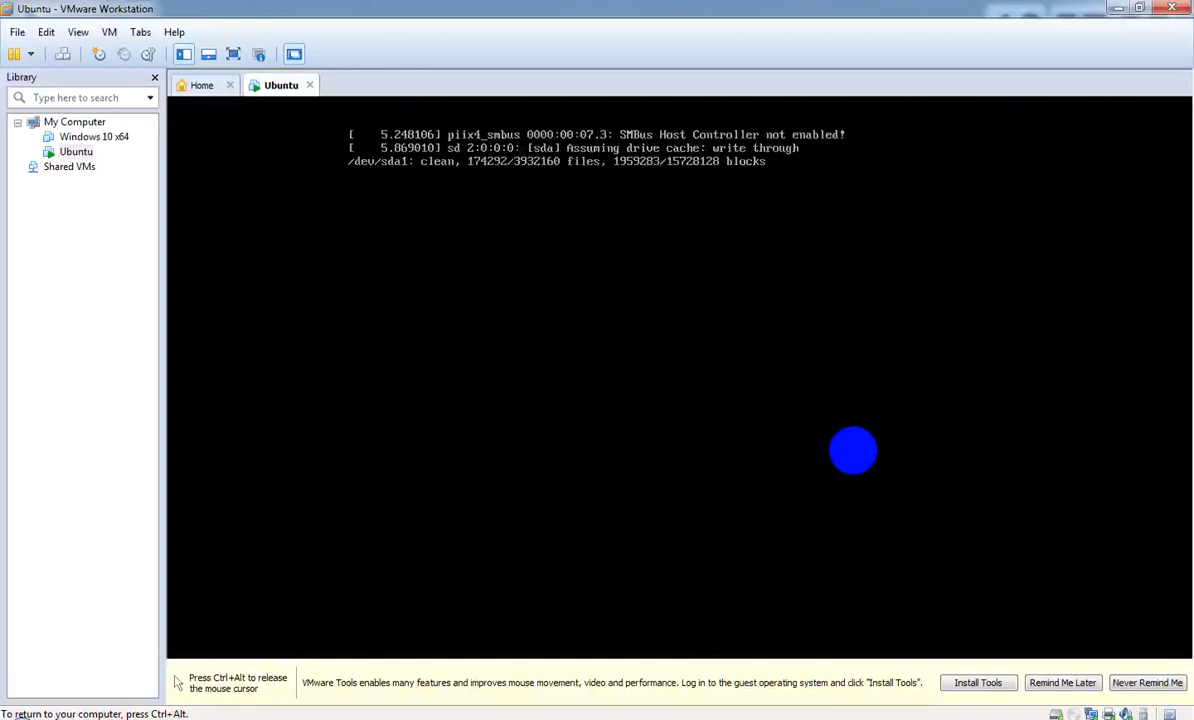 Ubuntu - VMware Workstation
File Edit View VM Tabs Help
Library
Type here to search
My Computer
Windows 10 x64
Ubuntu
Shared VMs
Home
Ubuntu
[    5.248106] piix4_smbus 0000:00:07.3: SMBus Host Controller not enabled!
[    5.869010] sd 2:0:0:0: [sda] Assuming drive cache: write through
/dev/sda1: clean, 174292/3932160 files, 1959283/15728128 blocks
Press Ctrl+Alt to release
the mouse cursor
VMware Tools enables many features and improves mouse movement, video and performance. Log in to the guest operating system and click "Install Tools".
Install Tools
Remind Me Later
Never Remind Me
To return to your computer, press Ctrl+Alt.